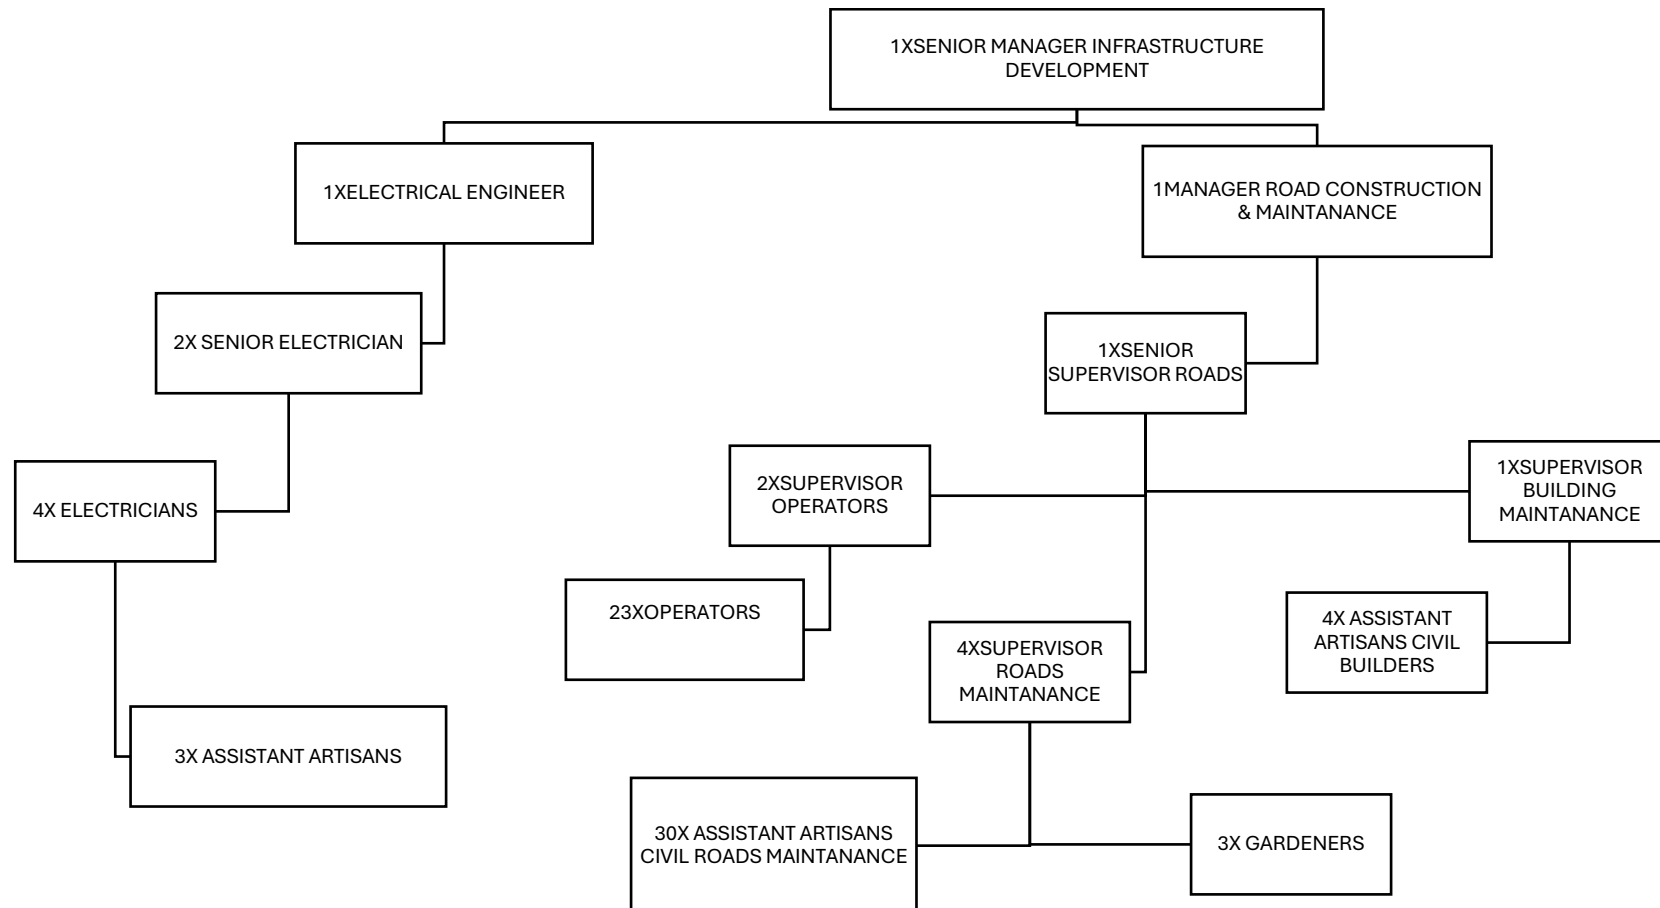 1XSENIOR MANAGER INFRASTRUCTURE
DEVELOPMENT
1XELECTRICAL ENGINEER
1MANAGER ROAD CONSTRUCTION
& MAINTANANCE
2X SENIOR ELECTRICIAN
1XSENIOR
SUPERVISOR ROADS
4X ELECTRICIANS
2XSUPERVISOR
OPERATORS
1XSUPERVISOR
BUILDING
MAINTANANCE
23XOPERATORS
4XSUPERVISOR
ROADS
MAINTANANCE
4X ASSISTANT
ARTISANS CIVIL
BUILDERS
3X ASSISTANT ARTISANS
30X ASSISTANT ARTISANS
CIVIL ROADS MAINTANANCE
3X GARDENERS